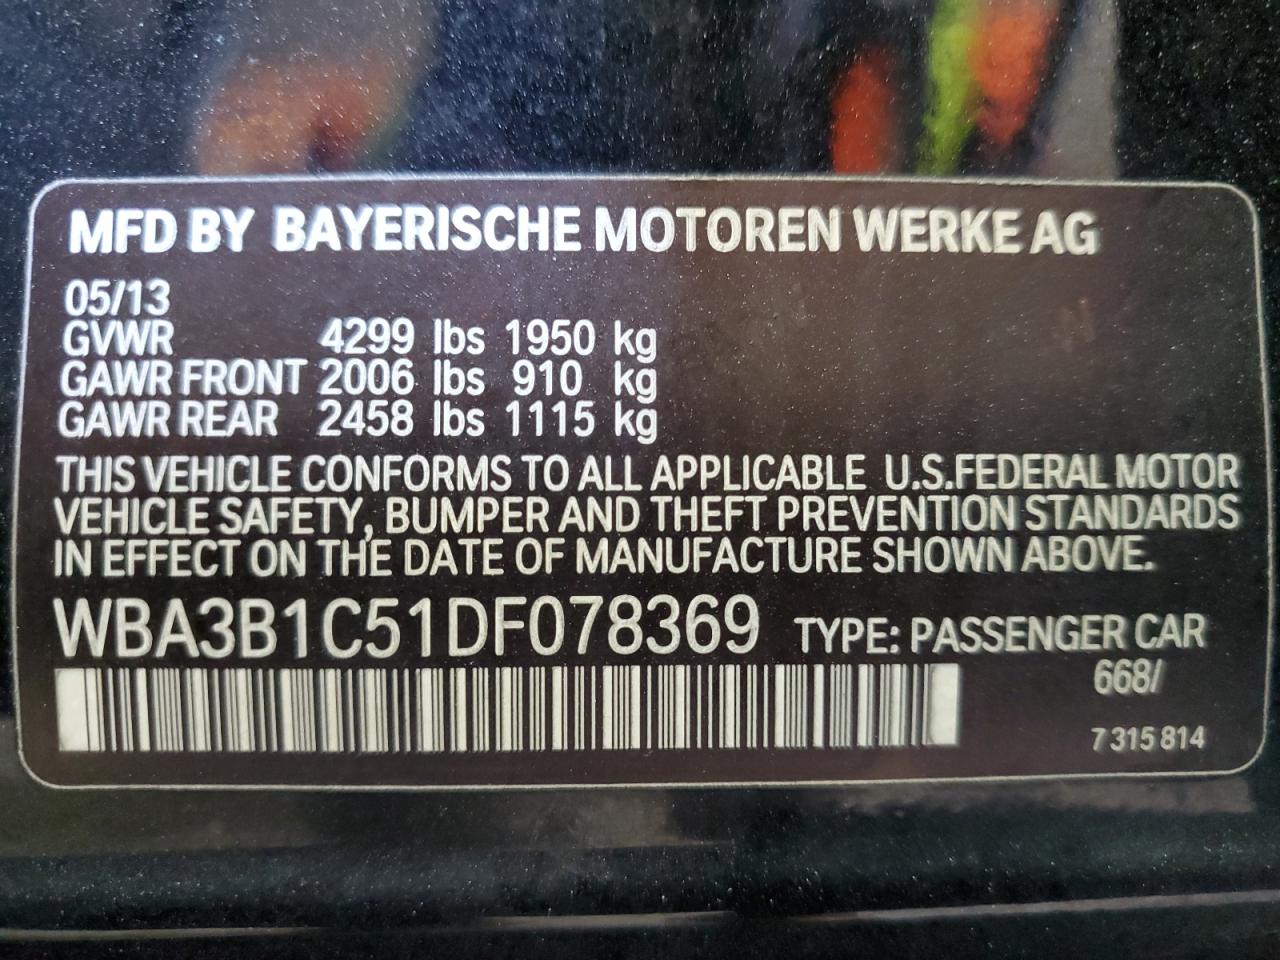 MFD BY BAYERISCHE MOTOREN WERKE AG
05/13
GVWR 4299 lbs 1950 kg
GAWR FRONT 2006 lbs 910 kg
GAWR REAR 2458 lbs 1115 kg
THIS VEHICLE CONFORMS TO ALL APPLICABLE U.S.FEDERAL MOTOR
VEHICLE SAFETY, BUMPER AND THEFT PREVENTION STANDARDS
IN EFFECT ON THE DATE OF MANUFACTURE SHOWN ABOVE.
WBA3B1C51DF078369 TYPE: PASSENGER CAR
668/
7 315 814